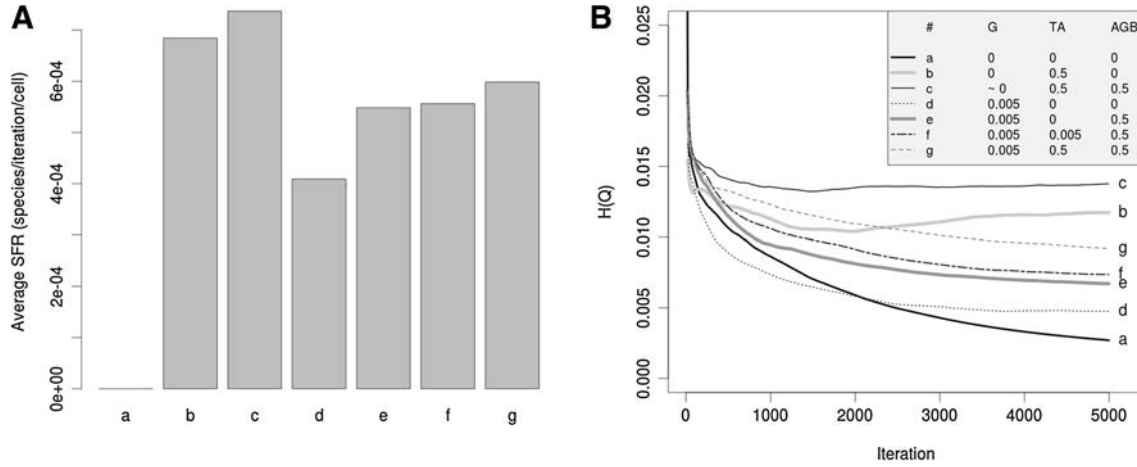 A
Average SFR (species/iteration/cell)
6e-04
4e-04
2e-04
0e+00
a b c d e f g
B
H(Q)
0.025
0.020
0.015
0.010
0.005
0.000
# G TA AGB
a 0 0 0
b 0 0.5 0
c ~ 0 0.5 0.5
d 0.005 0 0
e 0.005 0 0.5
f 0.005 0.005 0.5
g 0.005 0.5 0.5
c
b
g
f
e
d
a
0 1000 2000 3000 4000 5000
Iteration